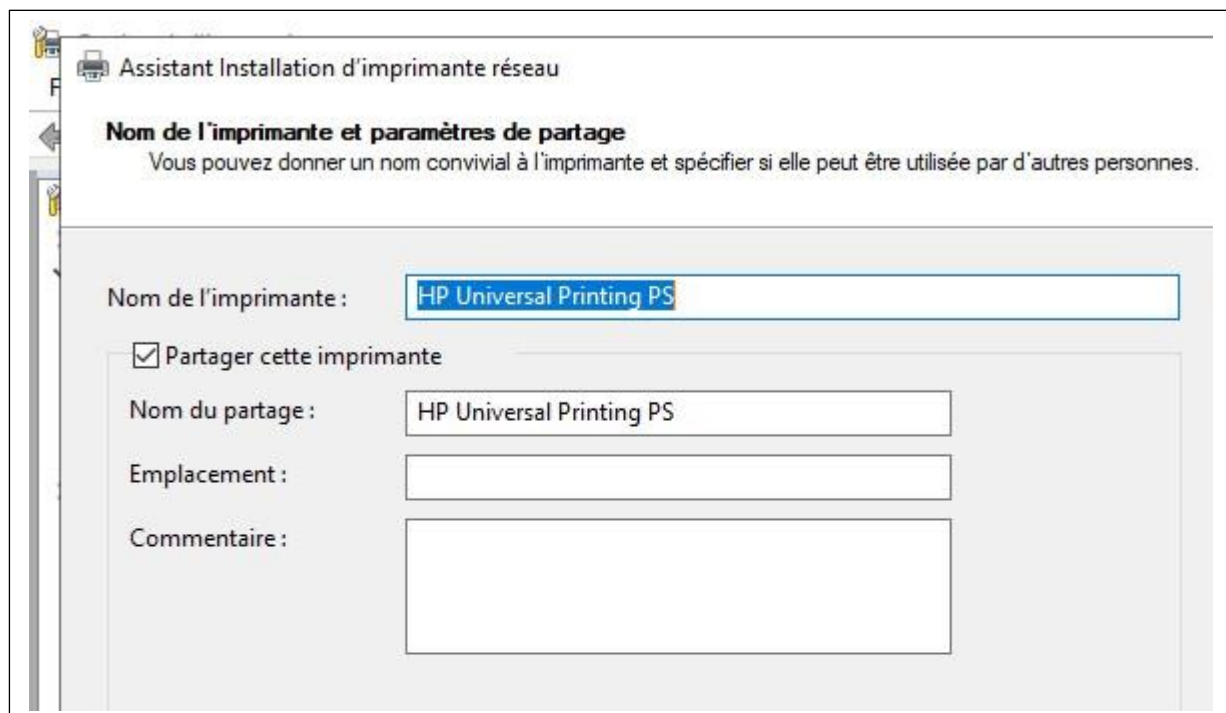 Assistant Installation d'imprimante réseau
F
Nom de l'imprimante et paramètres de partage
Vous pouvez donner un nom convivial à l'imprimante et spécifier si elle peut être utilisée par d'autres personnes.
Nom de l'imprimante : HP Universal Printing PS
Partager cette imprimante
Nom du partage : HP Universal Printing PS
Emplacement :
Commentaire :